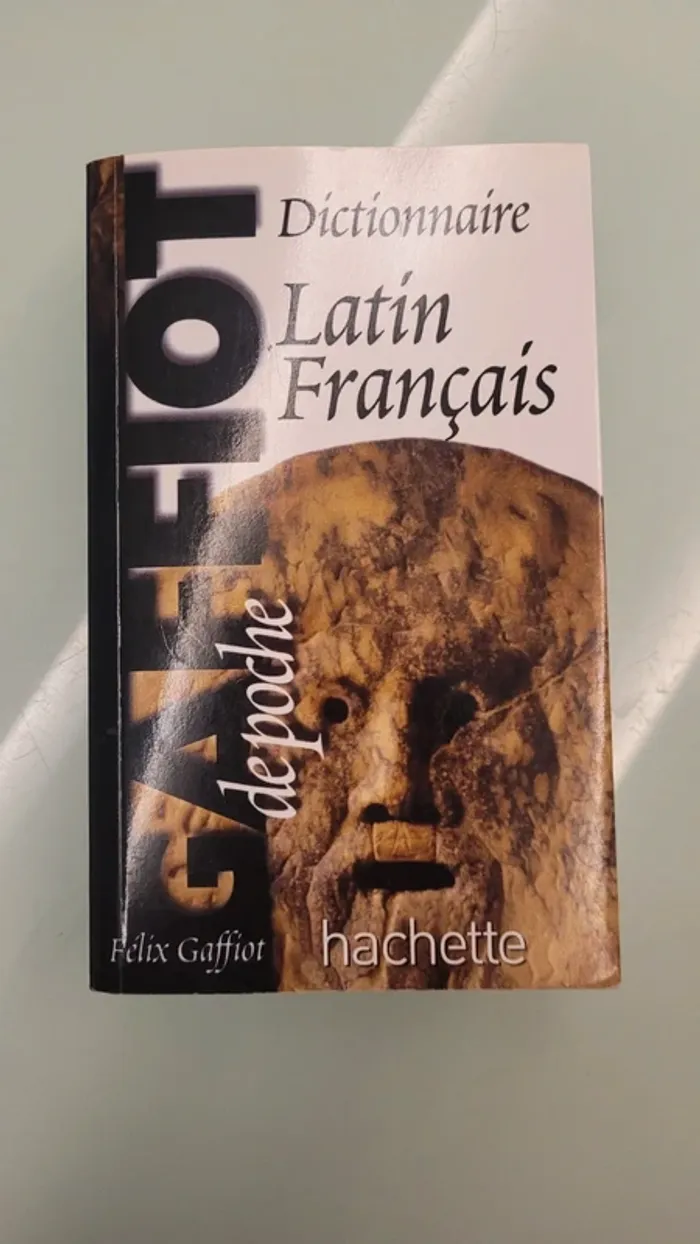 GAFFIOT
de poche
Dictionnaire
Latin
Français
Félix Gaffiot
hachette